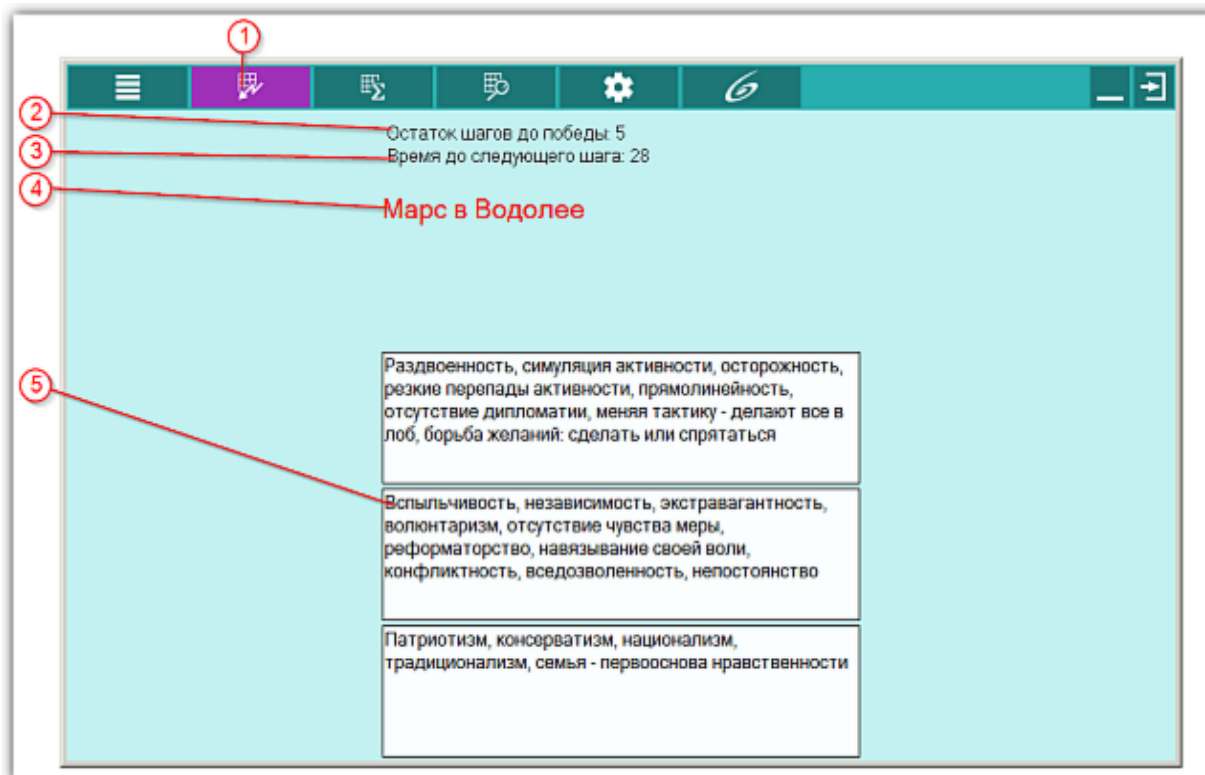 1
2
Остаток шагов до победы: 5
3
Время до следующего шага: 28
4
Марс в Водолее
Раздвоенность, симуляция активности, осторожность,
резкие перепады активности, прямолинейность,
отсутствие дипломатии, меняя тактику - делают все в
лоб, борьба желаний: сделать или спрятаться
5
Вспыльчивость, независимость, экстравагантность,
волюнтаризм, отсутствие чувства меры,
реформаторство, навязывание своей воли,
конфликтность, вседозволенность, непостоянство
Патриотизм, консерватизм, национализм,
традиционализм, семья - первооснова нравственности